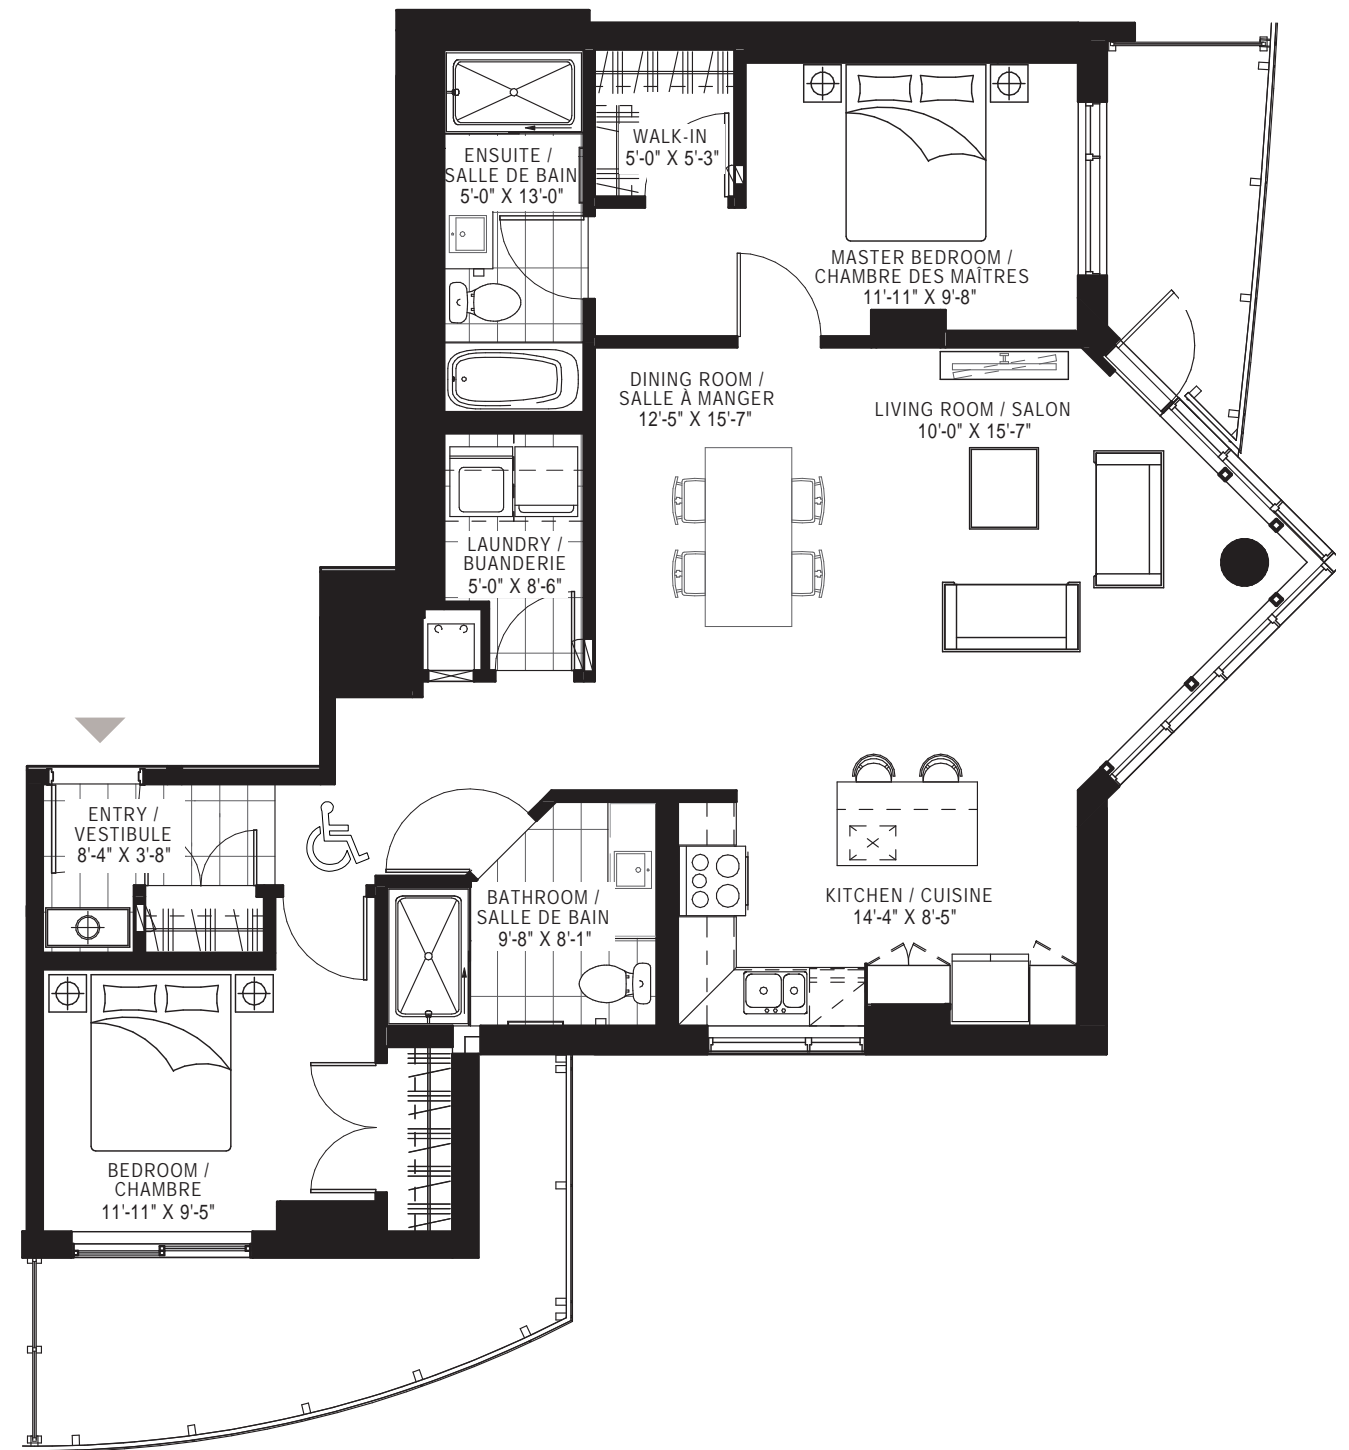 WALK-IN
5'-0" X 5'-3"
ENSUITE /
SALLE DE BAIN
5'-0" X 13'-0"
MASTER BEDROOM /
CHAMBRE DES MAÎTRES
11'-11" X 9'-8"
DINING ROOM /
SALLE À MANGER
12'-5" X 15'-7"
LIVING ROOM / SALON
10'-0" X 15'-7"
LAUNDRY /
BUANDERIE
5'-0" X 8'-6"
ENTRY /
VESTIBULE
8'-4" X 3'-8"
BATHROOM /
SALLE DE BAIN
9'-8" X 8'-1"
KITCHEN / CUISINE
14'-4" X 8'-5"
BEDROOM /
CHAMBRE
11'-11" X 9'-5"